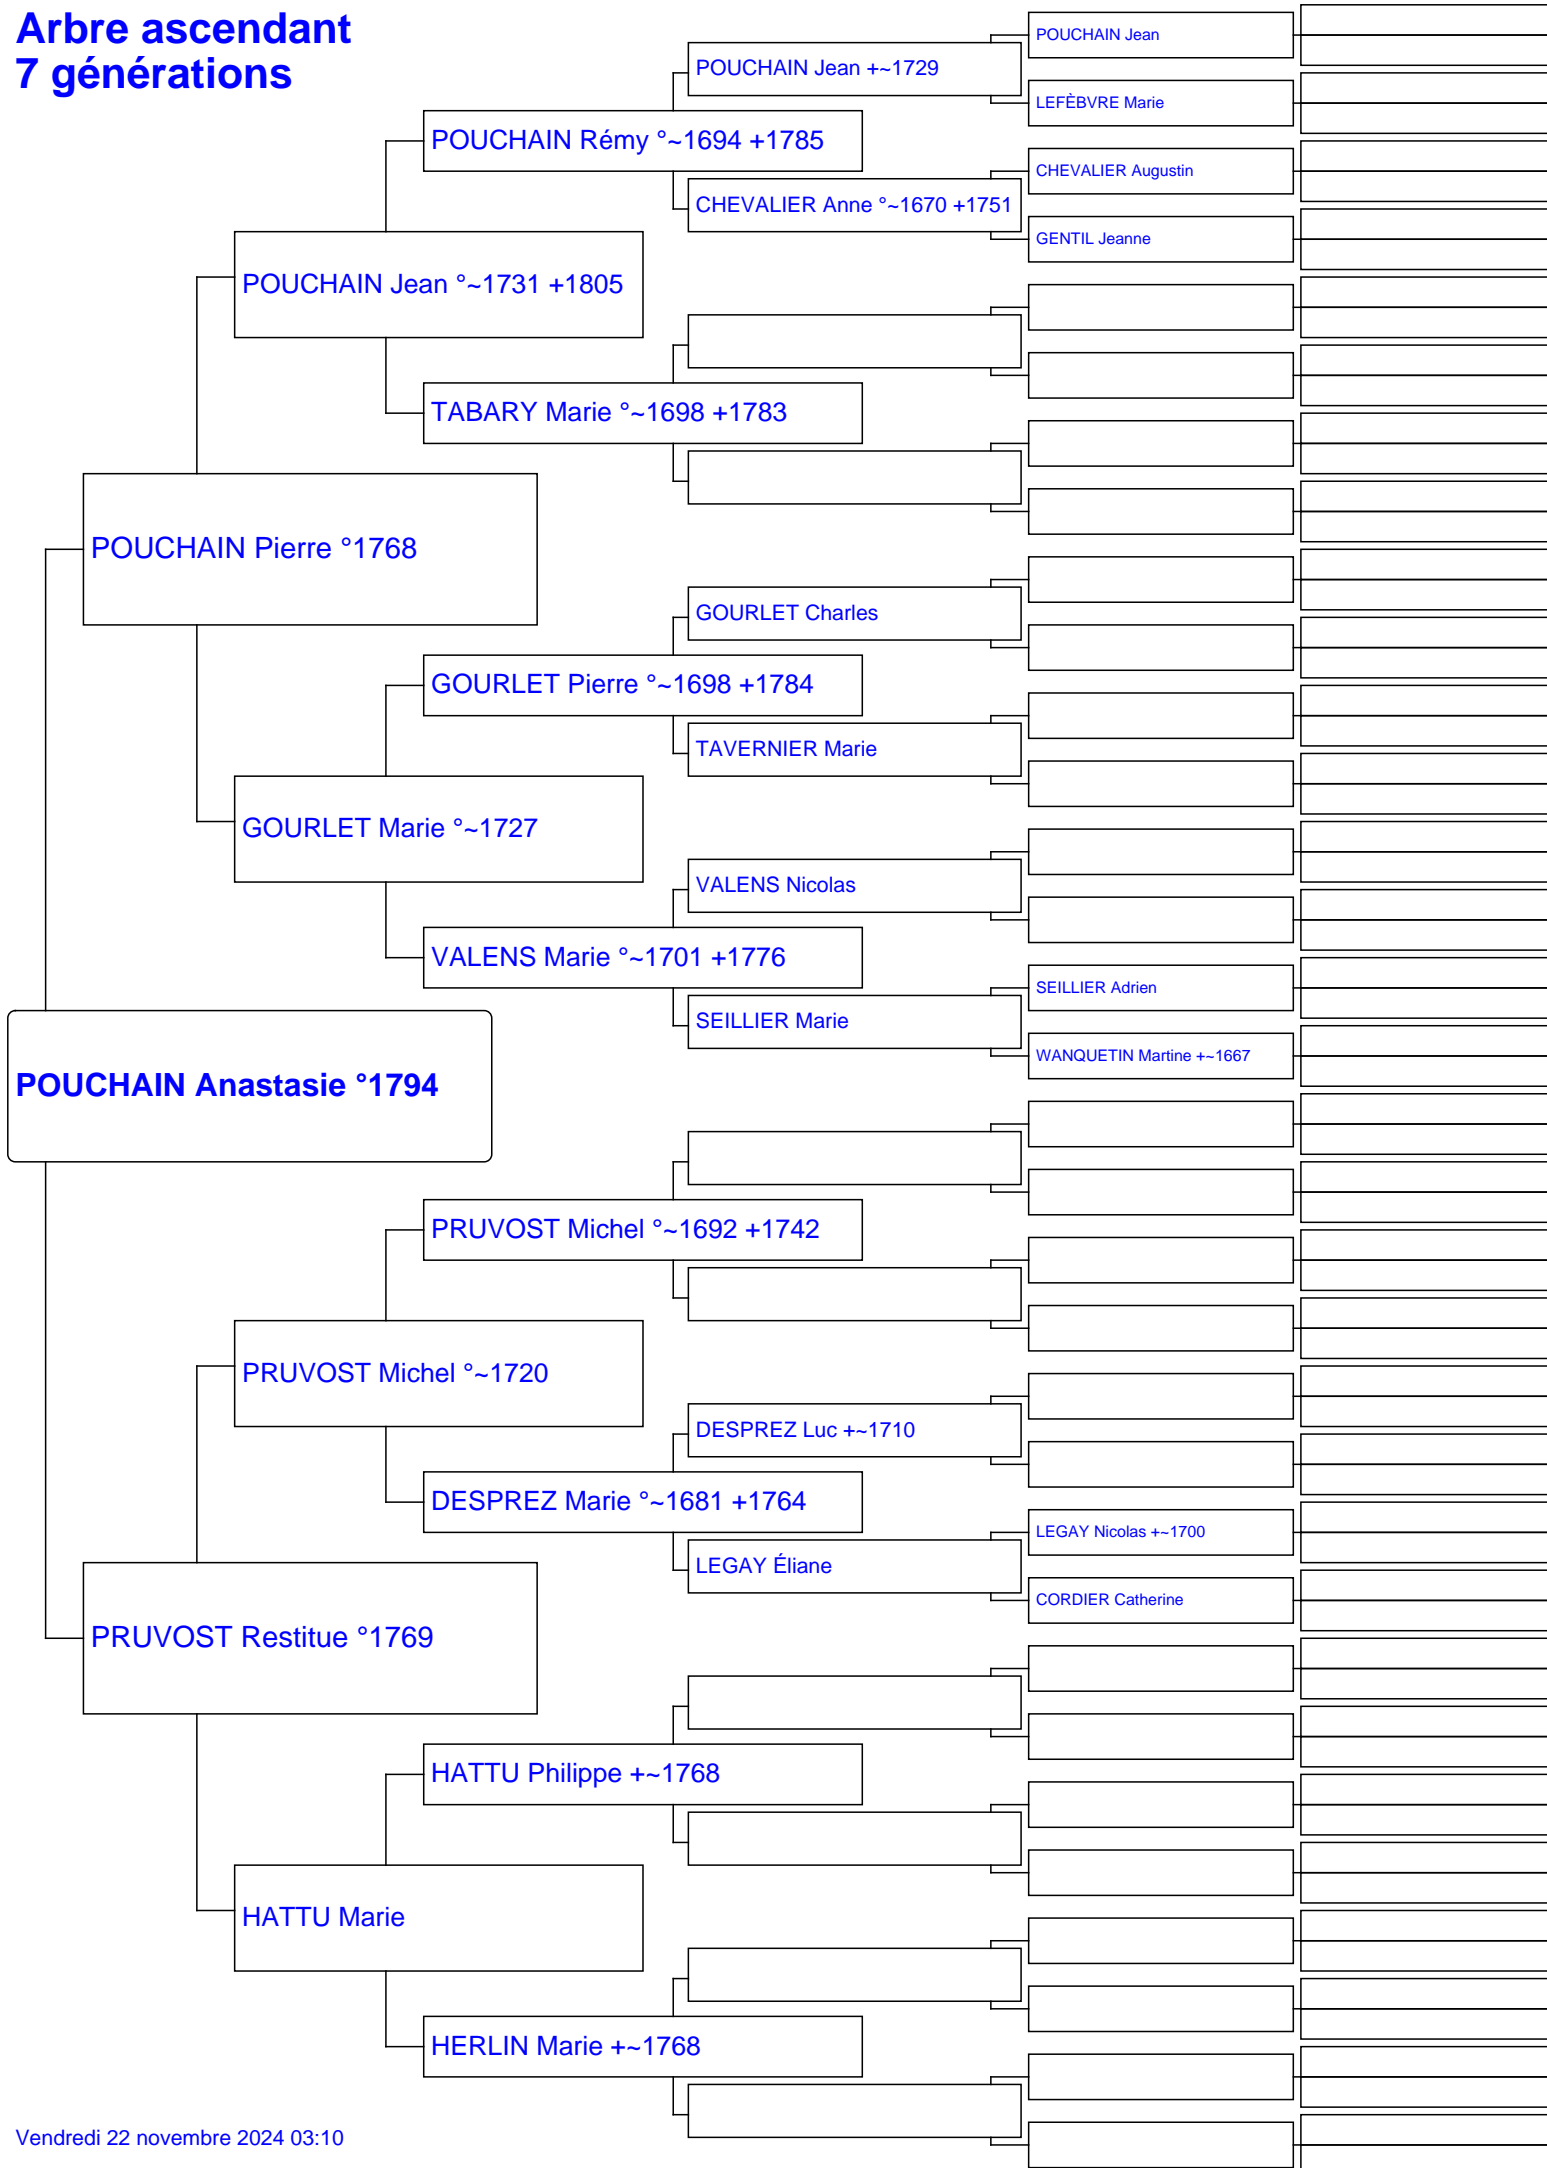 Arbre ascendant
7 générations
POUCHAIN Jean
POUCHAIN Jean +~1729
LEFÈBVRE Marie
POUCHAIN Rémy °~1694 +1785
CHEVALIER Augustin
CHEVALIER Anne °~1670 +1751
GENTIL Jeanne
POUCHAIN Jean °~1731 +1805
TABARY Marie °~1698 +1783
POUCHAIN Pierre °1768
GOURLET Charles
GOURLET Pierre °~1698 +1784
TAVERNIER Marie
GOURLET Marie °~1727
VALENS Nicolas
VALENS Marie °~1701 +1776
SEILLIER Adrien
SEILLIER Marie
WANQUETIN Martine +~1667
POUCHAIN Anastasie °1794
PRUVOST Michel °~1692 +1742
PRUVOST Michel °~1720
DESPREZ Luc +~1710
DESPREZ Marie °~1681 +1764
LEGAY Nicolas +~1700
LEGAY Éliane
CORDIER Catherine
PRUVOST Restitue °1769
HATTU Philippe +~1768
HATTU Marie
HERLIN Marie +~1768
Vendredi 22 novembre 2024 03:10